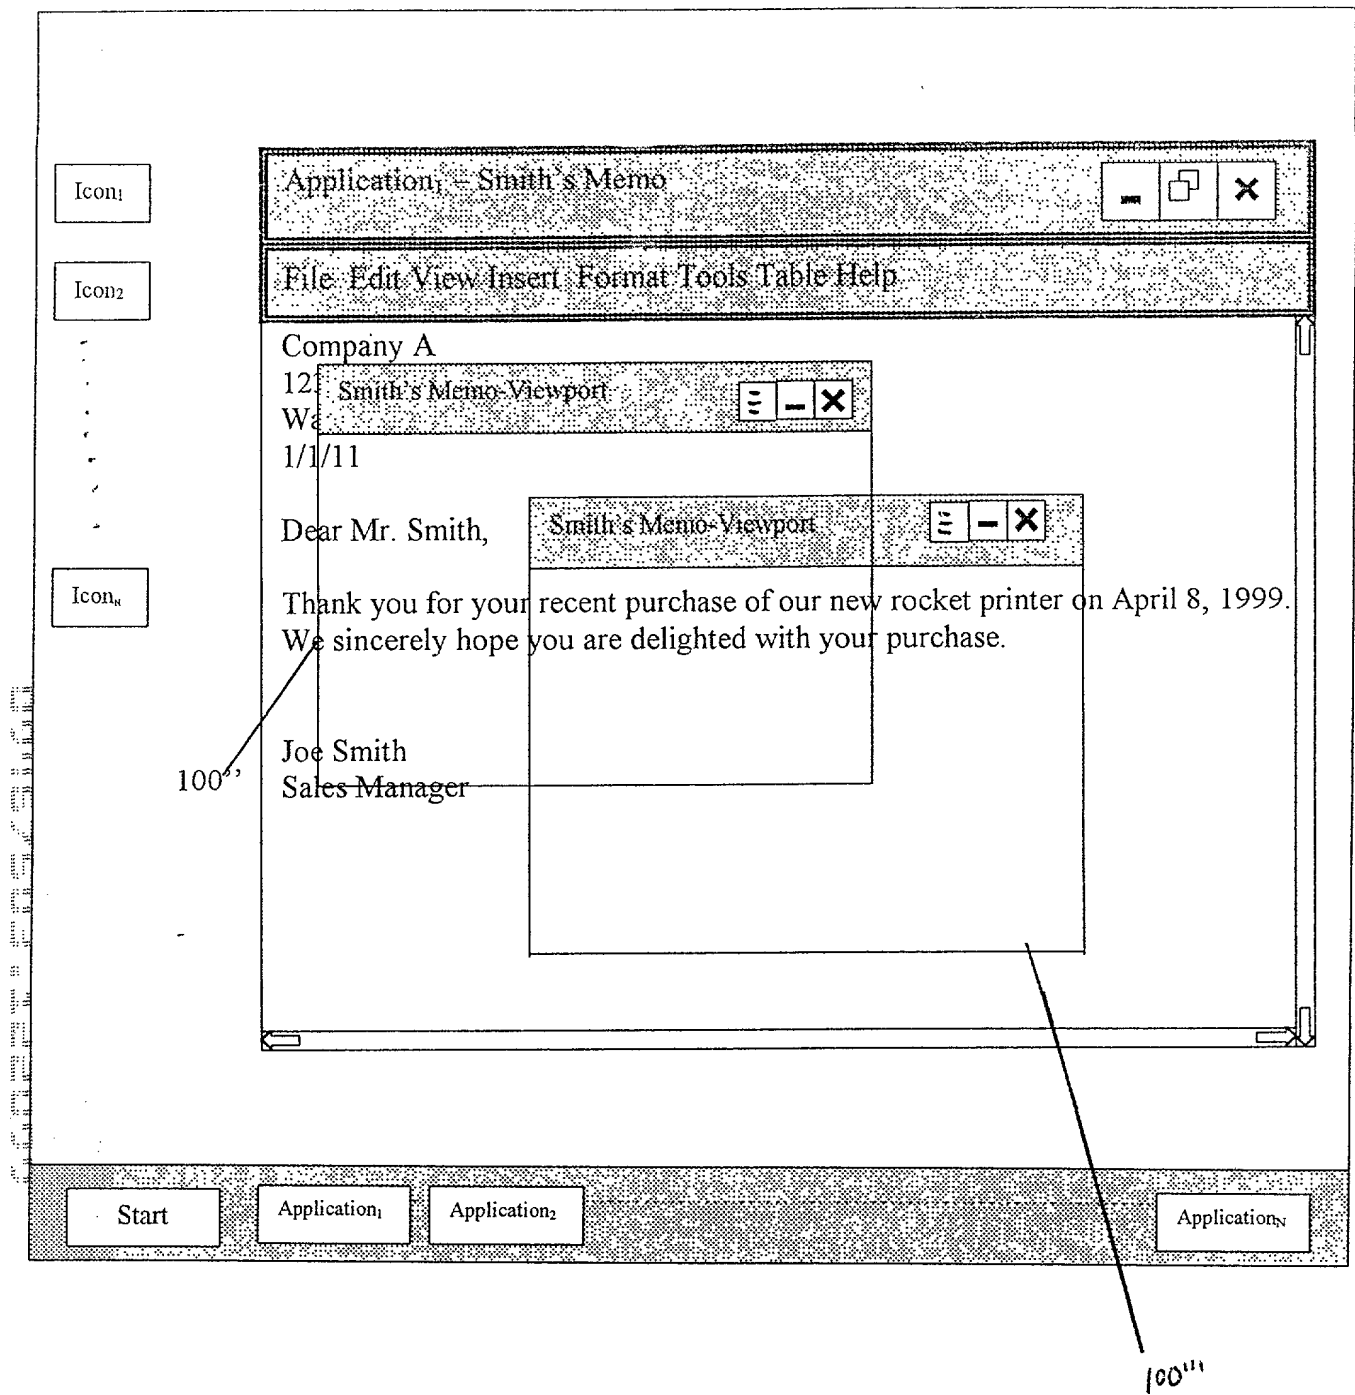 Application₁ – Smith's Memo
Icon₁
File Edit View Insert Format Tools Table Help
Icon₂
Company A
Smith's Memo-Viewport
1/1/11
Smith's Memo-Viewport
Dear Mr. Smith,
Iconₙ
Thank you for your recent purchase of our new rocket printer on April 8, 1999.
We sincerely hope you are delighted with your purchase.
Joe Smith
100''
Sales Manager
Start
Application₁
Application₂
Applicationₙ
100'''